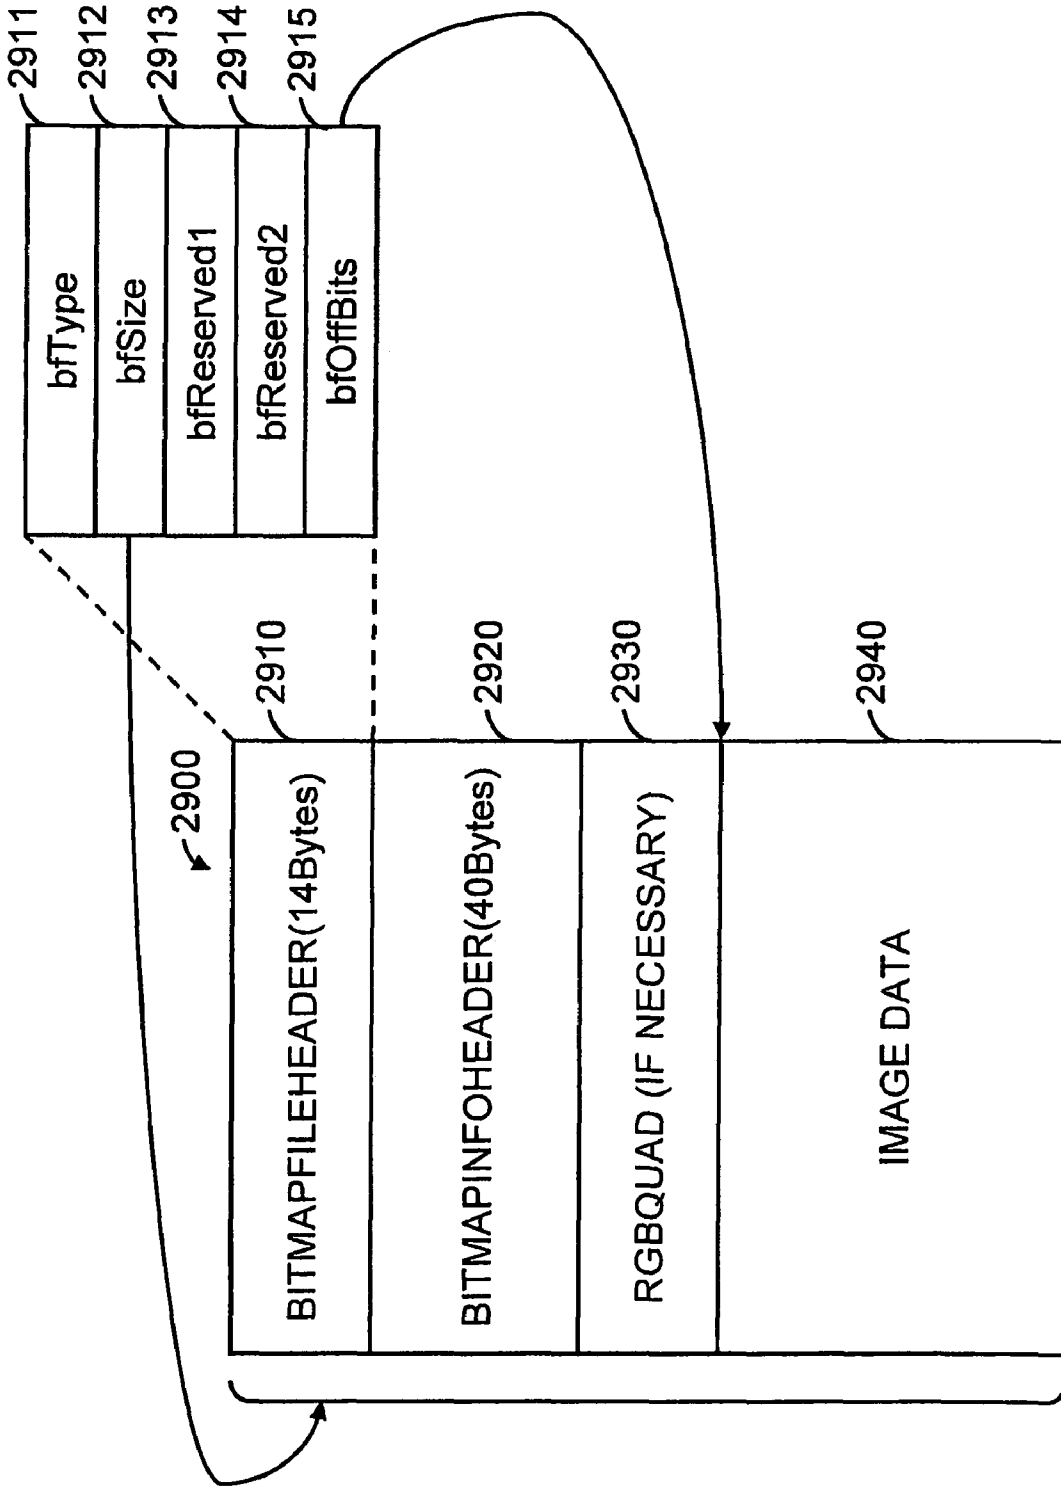 2900
BITMAPFILEHEADER(14Bytes)
2910
BITMAPINFOHEADER(40Bytes)
2920
RGBQUAD (IF NECESSARY)
2930
IMAGE DATA
2940
bfType
2911
bfSize
2912
bfReserved1
2913
bfReserved2
2914
bfOffBits
2915